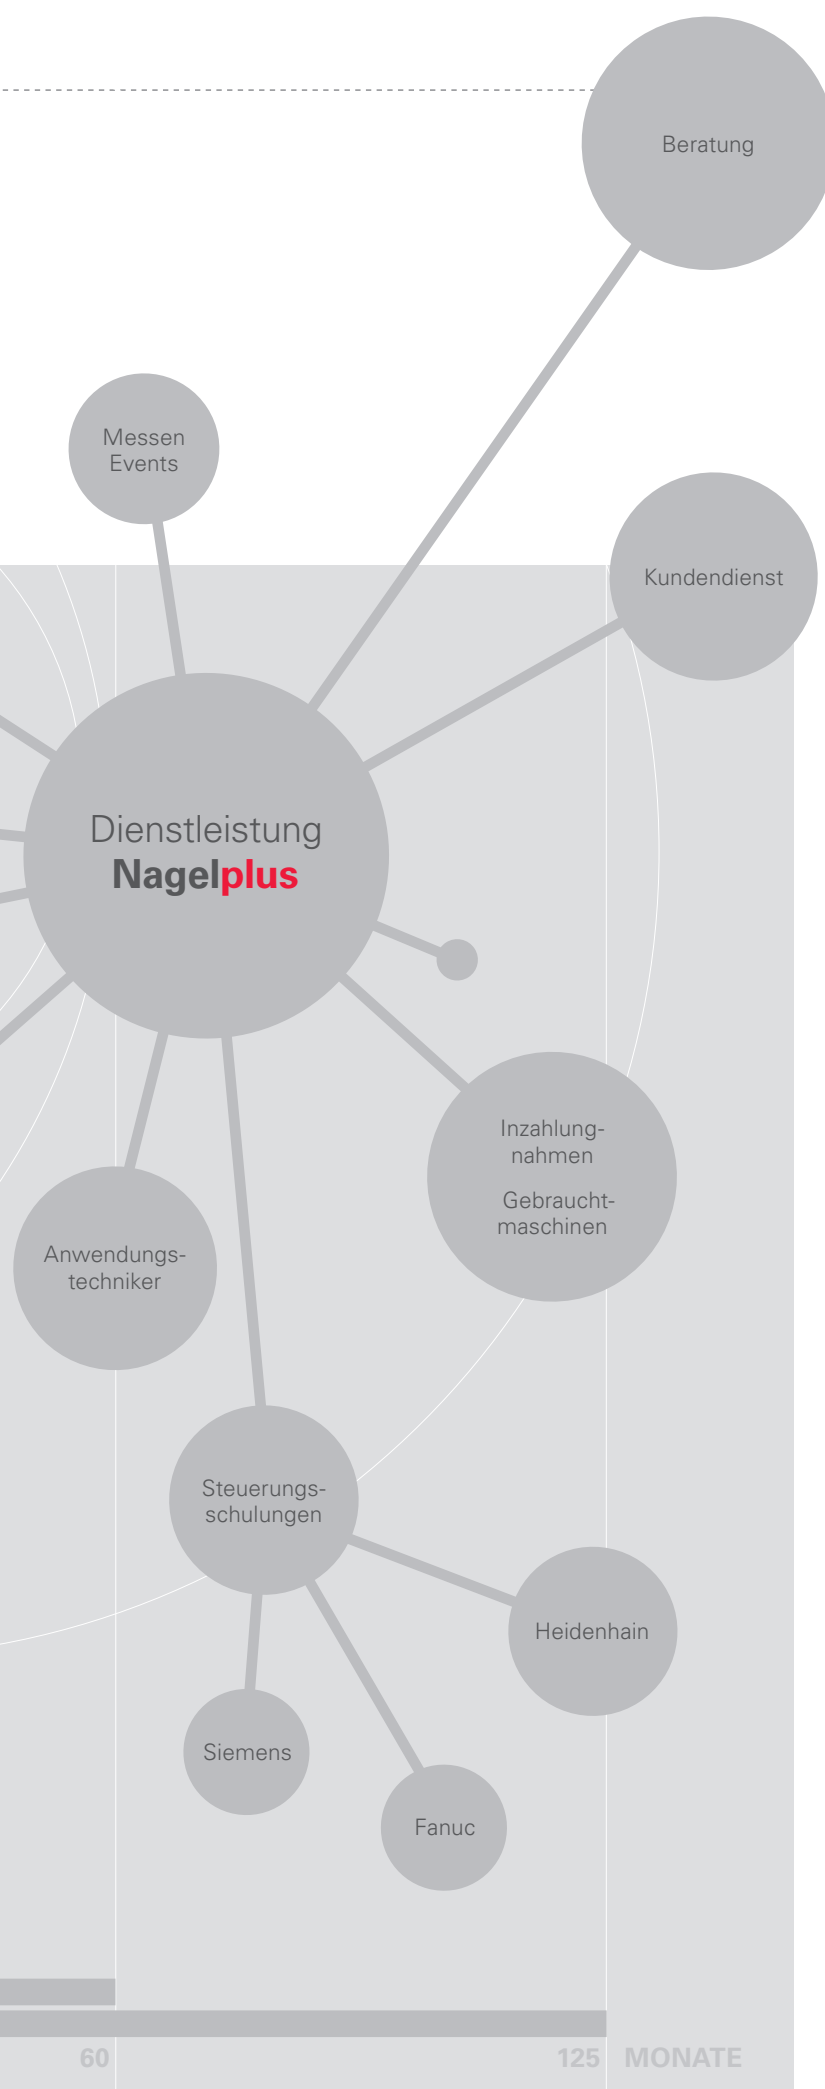 Beratung
Messen
Events
Kundendienst
Dienstleistung
Nagelplus
Inzahlung-
nahmen
Gebraucht-
maschinen
Anwendungs-
techniker
Steuerungs-
schulungen
Heidenhain
Siemens
Fanuc
60 125 MONATE